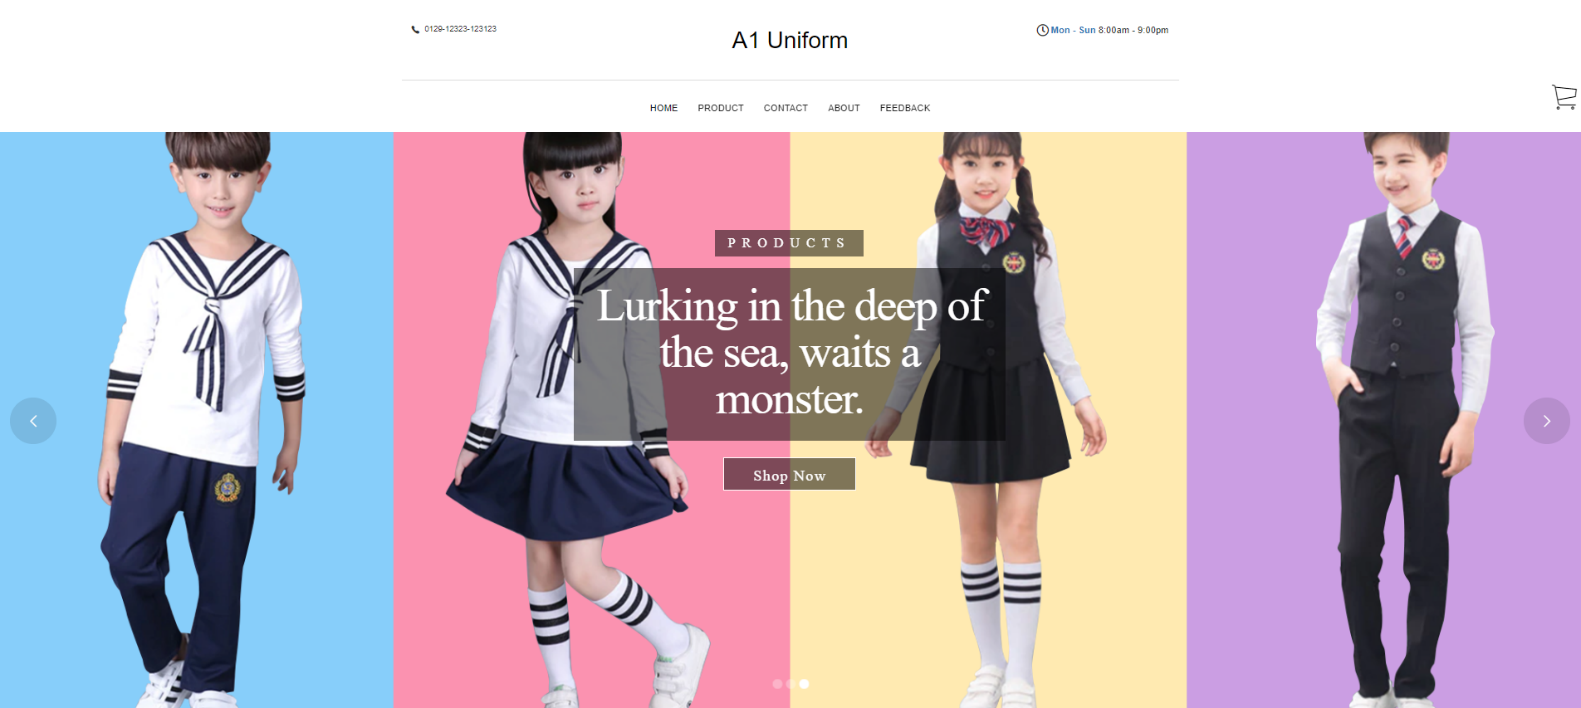 0129-12323-123123
A1 Uniform
Mon - Sun 8:00am - 9:00pm
HOME PRODUCT CONTACT ABOUT FEEDBACK
PRODUCTS
Lurking in the deep of
the sea, waits a
monster.
Shop Now